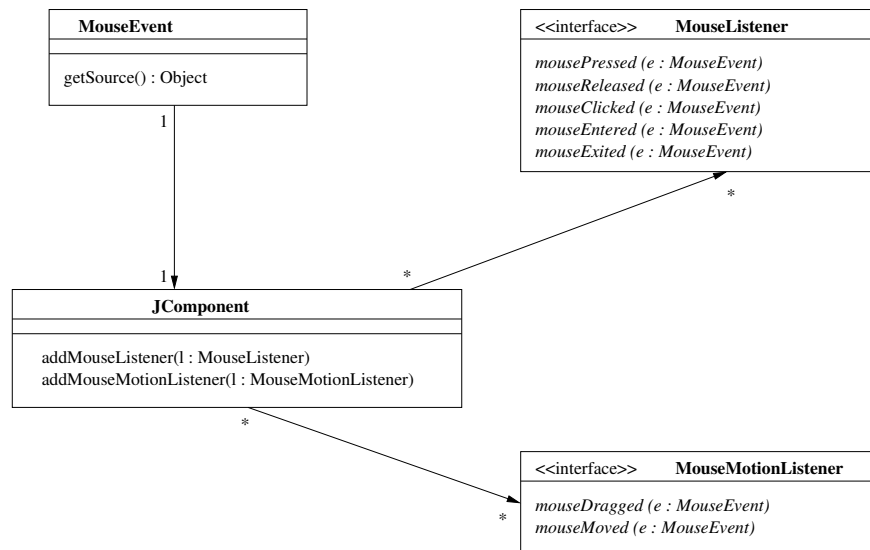 MouseEvent
getSource() : Object
1
1
<<interface>> MouseListener
mousePressed (e : MouseEvent)
mouseReleased (e : MouseEvent)
mouseClicked (e : MouseEvent)
mouseEntered (e : MouseEvent)
mouseExited (e : MouseEvent)
*
*
JComponent
addMouseListener(l : MouseListener)
addMouseMotionListener(l : MouseMotionListener)
*
*
<<interface>> MouseMotionListener
mouseDragged (e : MouseEvent)
mouseMoved (e : MouseEvent)